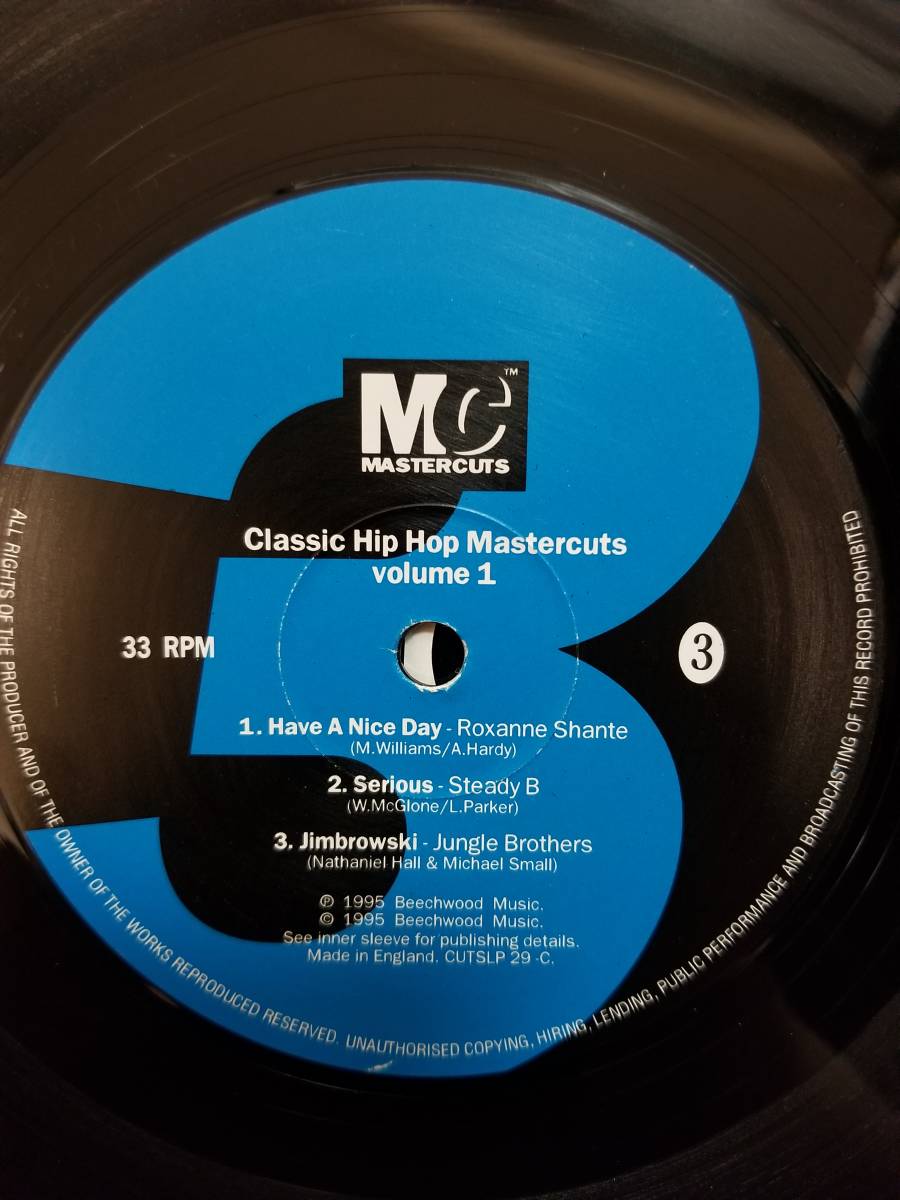 MC™
MASTERCUTS
Classic Hip Hop Mastercuts
volume 1
33 RPM
3
1. Have A Nice Day - Roxanne Shante
(M.Williams/A.Hardy)
2. Serious - Steady B
(W.McGlone/L.Parker)
3. Jimbrowski - Jungle Brothers
(Nathaniel Hall & Michael Small)
℗ 1995 Beechwood Music.
© 1995 Beechwood Music.
See inner sleeve for publishing details.
Made in England. CUTSLP 29 -C.
ALL RIGHTS OF THE PRODUCER AND OF THE OWNER OF THE WORKS REPRODUCED RESERVED. UNAUTHORISED COPYING, HIRING, LENDING, PUBLIC PERFORMANCE AND BROADCASTING OF THIS RECORD PROHIBITED